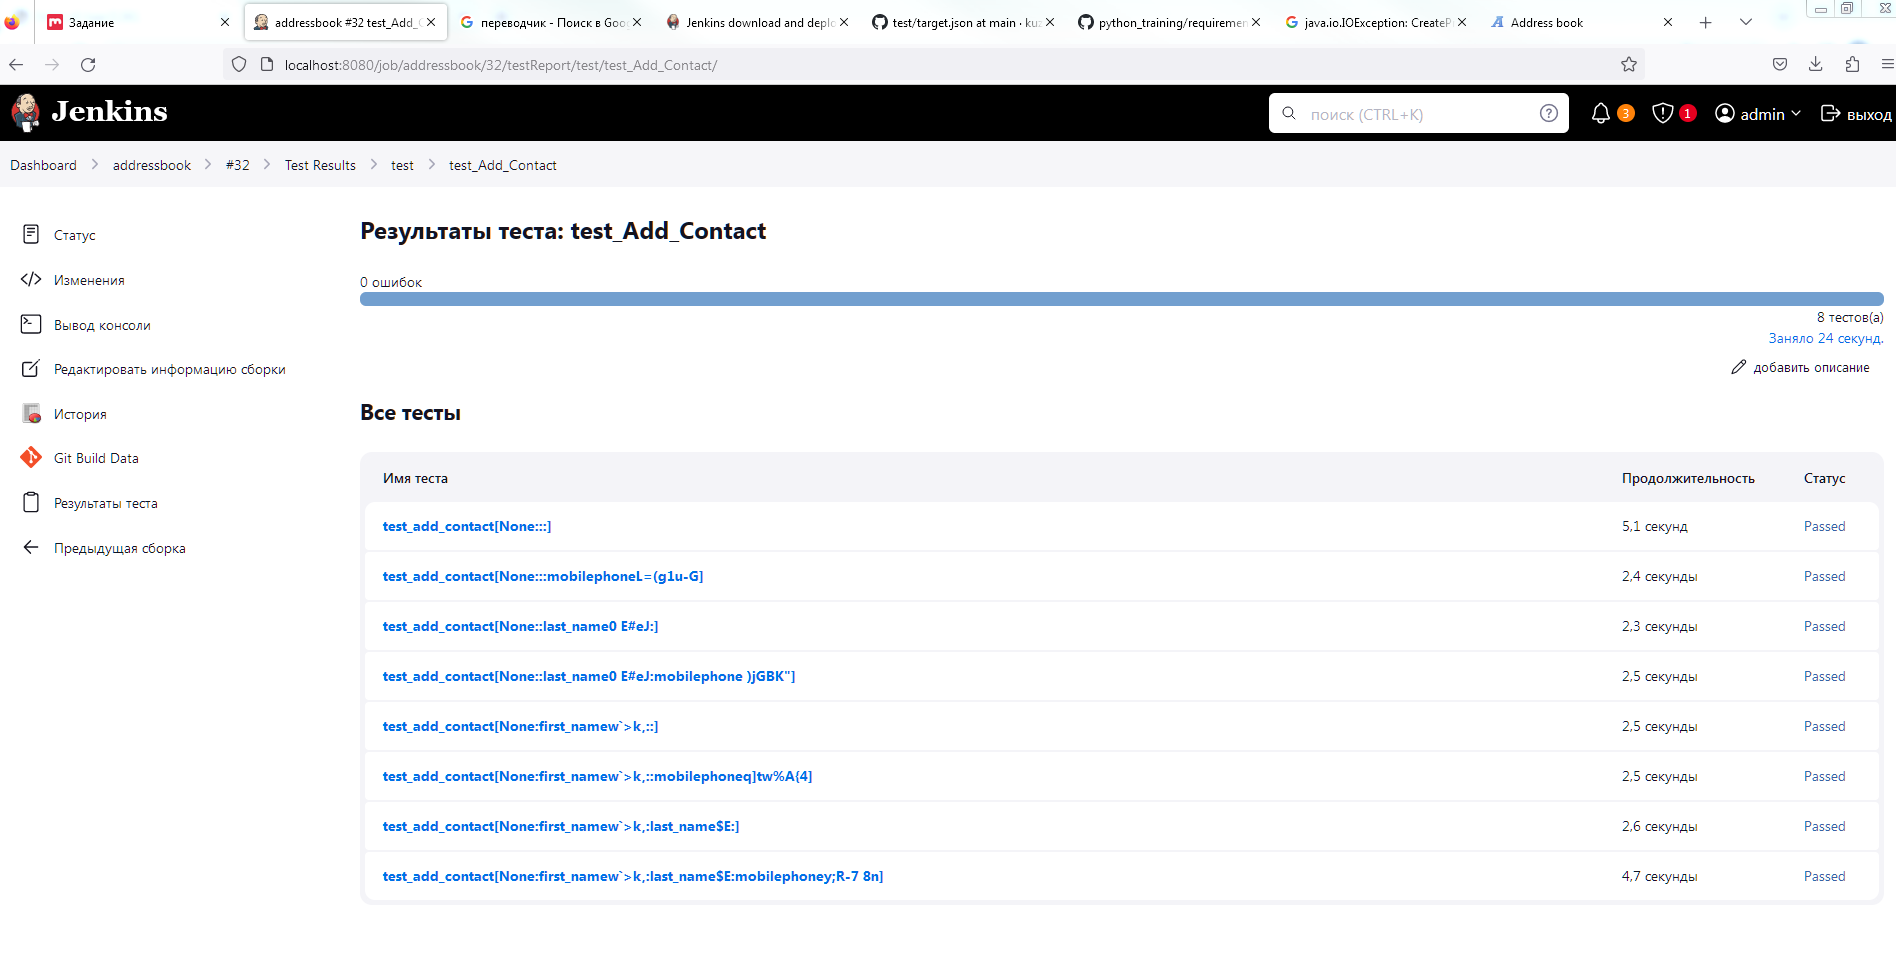 Задание
addressbook #32 test_Add_C
переводчик - Поиск в Goo
Jenkins download and deplo
test/target.json at main · kuz
python_training/requiremen
java.io.IOException: CreateP
Address book
localhost:8080/job/addressbook/32/testReport/test/test_Add_Contact/
Jenkins
поиск (CTRL+K)
3
1
admin
выход
Dashboard
addressbook
#32
Test Results
test
test_Add_Contact
Статус
Изменения
Вывод консоли
Редактировать информацию сборки
История
Git Build Data
Результаты теста
Предыдущая сборка
Результаты теста: test_Add_Contact
0 ошибок
8 тестов(а)
Заняло 24 секунд.
добавить описание
Все тесты
Имя теста Продолжительность Статус
test_add_contact[None:::] 5,1 секунд Passed
test_add_contact[None:::mobilephoneL=(g1u-G] 2,4 секунды Passed
test_add_contact[None::last_name0 E#eJ:] 2,3 секунды Passed
test_add_contact[None::last_name0 E#eJ:mobilephone )jGBK"] 2,5 секунды Passed
test_add_contact[None:first_namew`>k,::] 2,5 секунды Passed
test_add_contact[None:first_namew`>k,::mobilephoneq]tw%A{4] 2,5 секунды Passed
test_add_contact[None:first_namew`>k,:last_name$E:] 2,6 секунды Passed
test_add_contact[None:first_namew`>k,:last_name$E:mobilephoney;R-7 8n] 4,7 секунды Passed